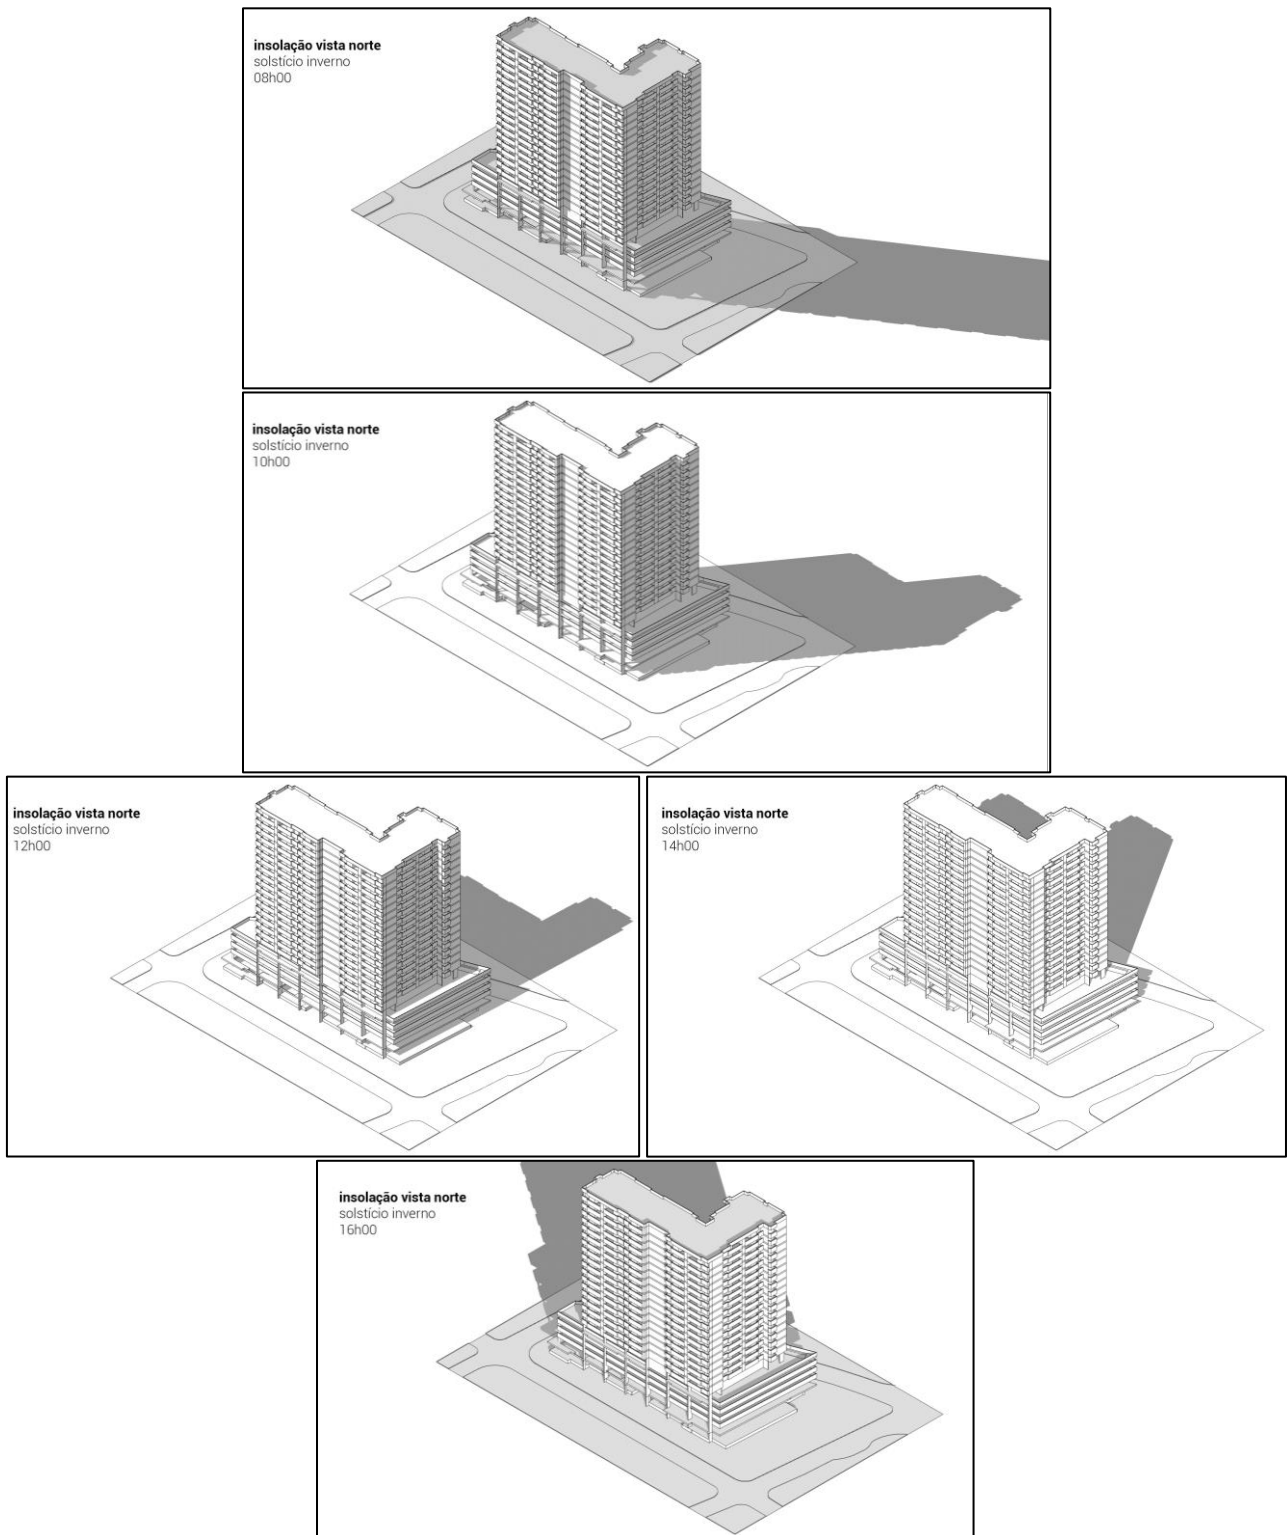 insolação vista norte
solstício inverno
08h00
insolação vista norte
solstício inverno
10h00
insolação vista norte
solstício inverno
12h00
insolação vista norte
solstício inverno
14h00
insolação vista norte
solstício inverno
16h00